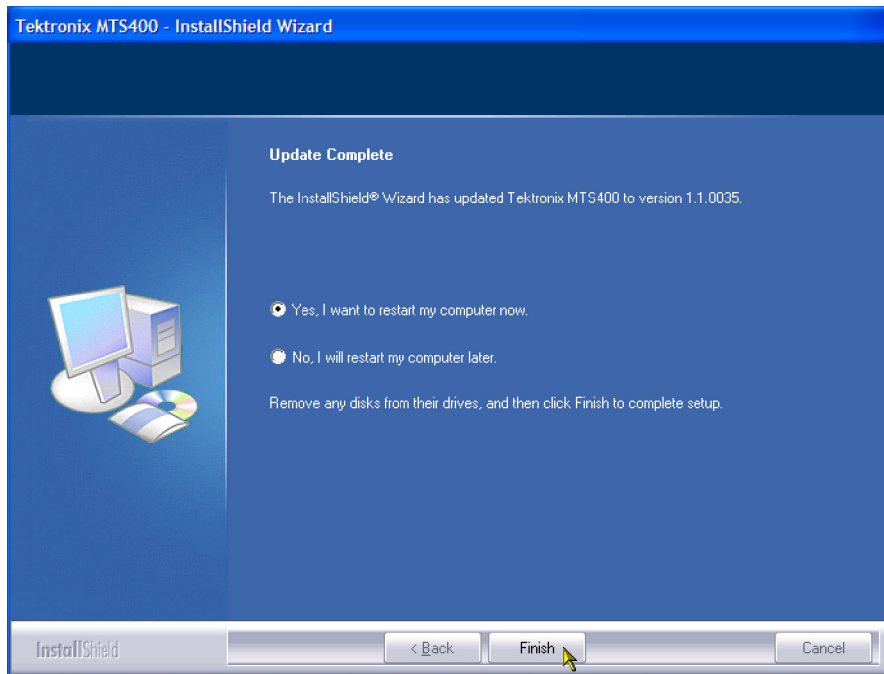 Tektronix MTS400 - InstallShield Wizard
Update Complete
The InstallShield® Wizard has updated Tektronix MTS400 to version 1.1.0035.
Yes, I want to restart my computer now.
No, I will restart my computer later.
Remove any disks from their drives, and then click Finish to complete setup.
InstallShield
< Back
Finish
Cancel